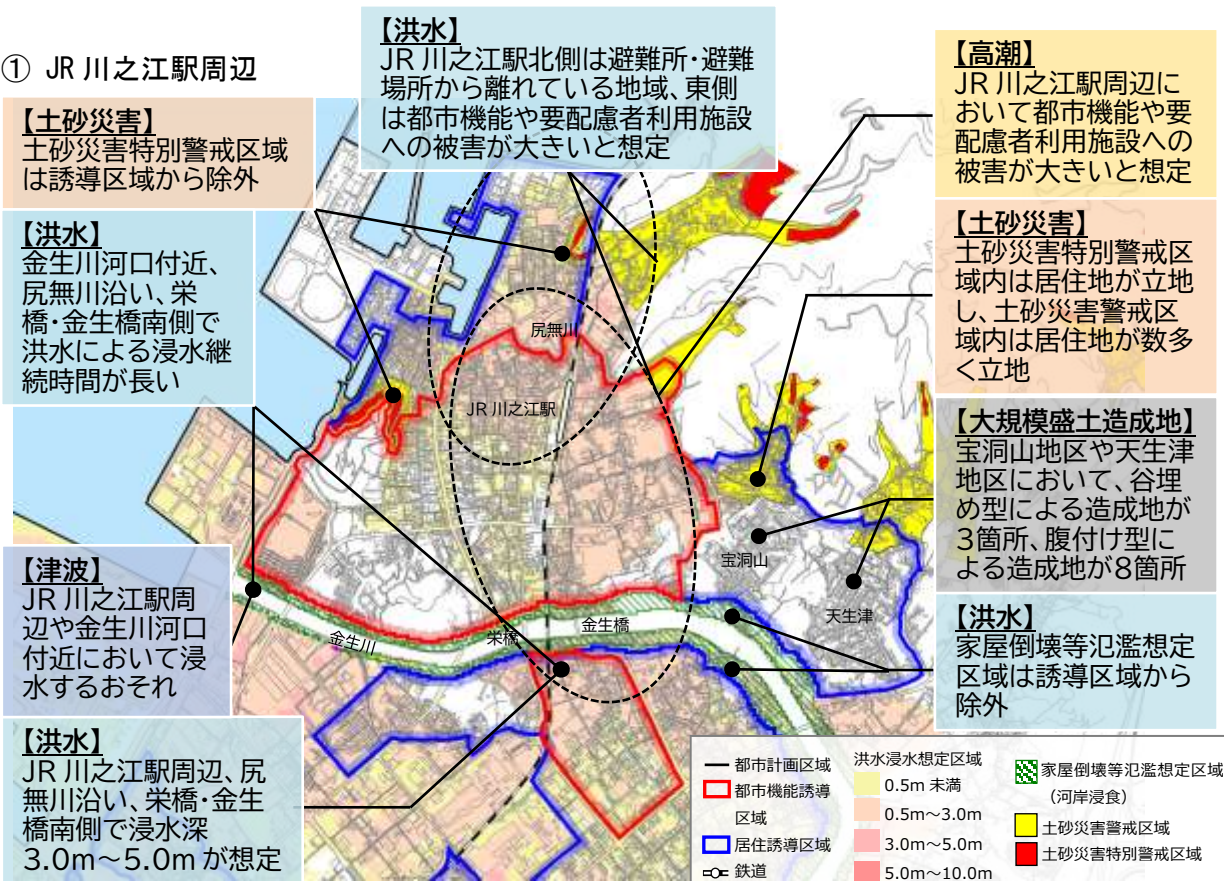 ① JR 川之江駅周辺
【洪水】
JR 川之江駅北側は避難所・避難
場所から離れている地域、東側
は都市機能や要配慮者利用施設
への被害が大きいと想定
【土砂災害】
土砂災害特別警戒区域
は誘導区域から除外
【洪水】
金生川河口付近、
尻無川沿い、栄
橋・金生橋南側で
洪水による浸水継
続時間が長い
【津波】
JR 川之江駅周
辺や金生川河口
付近において浸
水するおそれ
【洪水】
JR 川之江駅周辺、尻
無川沿い、栄橋・金生
橋南側で浸水深
3.0m～5.0m が想定
【高潮】
JR 川之江駅周辺に
おいて都市機能や要
配慮者利用施設への
被害が大きいと想定
【土砂災害】
土砂災害特別警戒区
域内は居住地が立地
し、土砂災害警戒区
域内は居住地が数多
く立地
【大規模盛土造成地】
宝洞山地区や天生津
地区において、谷埋
め型による造成地が
3箇所、腹付け型に
よる造成地が8箇所
【洪水】
家屋倒壊等氾濫想定
区域は誘導区域から
除外
尻無川
JR 川之江駅
宝洞山
天生津
金生川
栄橋
金生橋
都市計画区域
都市機能誘導
区域
居住誘導区域
鉄道
洪水浸水想定区域
0.5m 未満
0.5m～3.0m
3.0m～5.0m
5.0m～10.0m
家屋倒壊等氾濫想定区域
（河岸浸食）
土砂災害警戒区域
土砂災害特別警戒区域